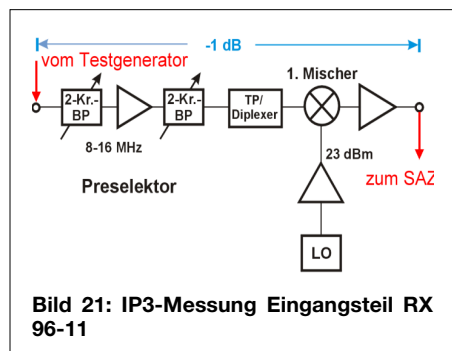 -1 dB
vom Testgenerator
1. Mischer
2-Kr.-
BP
2-Kr.-
BP
TP/
Diplexer
8-16 MHz
23 dBm
Preselektor
zum SAZ
LO
Bild 21: IP3-Messung Eingangsteil RX
96-11